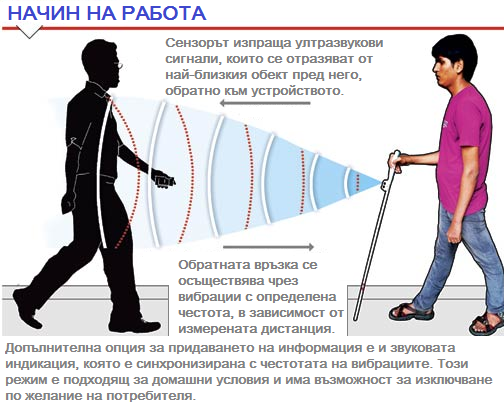 НАЧИН НА РАБОТА
Сензорът изпраща ултразвукови
сигнали, които се отразяват от
най-близкия обект пред него,
обратно към устройството.
Обратната връзка се
осъществява чрез
вибрации с определена
честота, в зависимост от
измерената дистанция.
Допълнителна опция за придаването на информация е и звуковата
индикация, която е синхронизирана с честотата на вибрациите. Този
режим е подходящ за домашни условия и има възможност за изключване
по желание на потребителя.